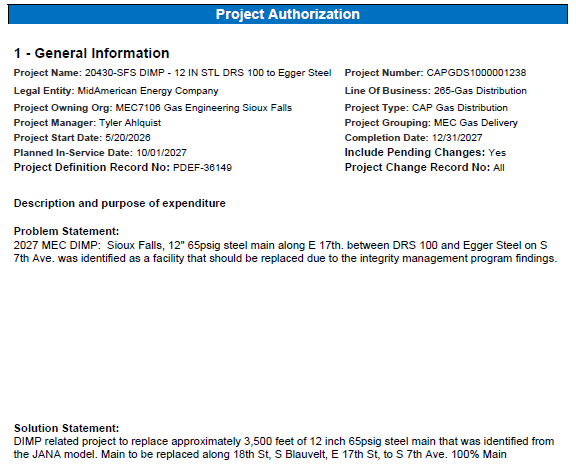 Project Authorization
1 - General Information
Project Name: 20430-SFS DIMP - 12 IN STL DRS 100 to Egger Steel Project Number: CAPGDS1000001238
Legal Entity: MidAmerican Energy Company Line Of Business: 265-Gas Distribution
Project Owning Org: MEC7106 Gas Engineering Sioux Falls Project Type: CAP Gas Distribution
Project Manager: Tyler Ahlquist Project Grouping: MEC Gas Delivery
Project Start Date: 5/20/2026 Completion Date: 12/31/2027
Planned In-Service Date: 10/01/2027 Include Pending Changes: Yes
Project Definition Record No: PDEF-36149 Project Change Record No: All
Description and purpose of expenditure
Problem Statement:
2027 MEC DIMP:  Sioux Falls, 12" 65psig steel main along E 17th. between DRS 100 and Egger Steel on S
7th Ave. was identified as a facility that should be replaced due to the integrity management program findings.
Solution Statement:
DIMP related project to replace approximately 3,500 feet of 12 inch 65psig steel main that was identified from
the JANA model. Main to be replaced along 18th St, S Blauvelt, E 17th St, to S 7th Ave. 100% Main